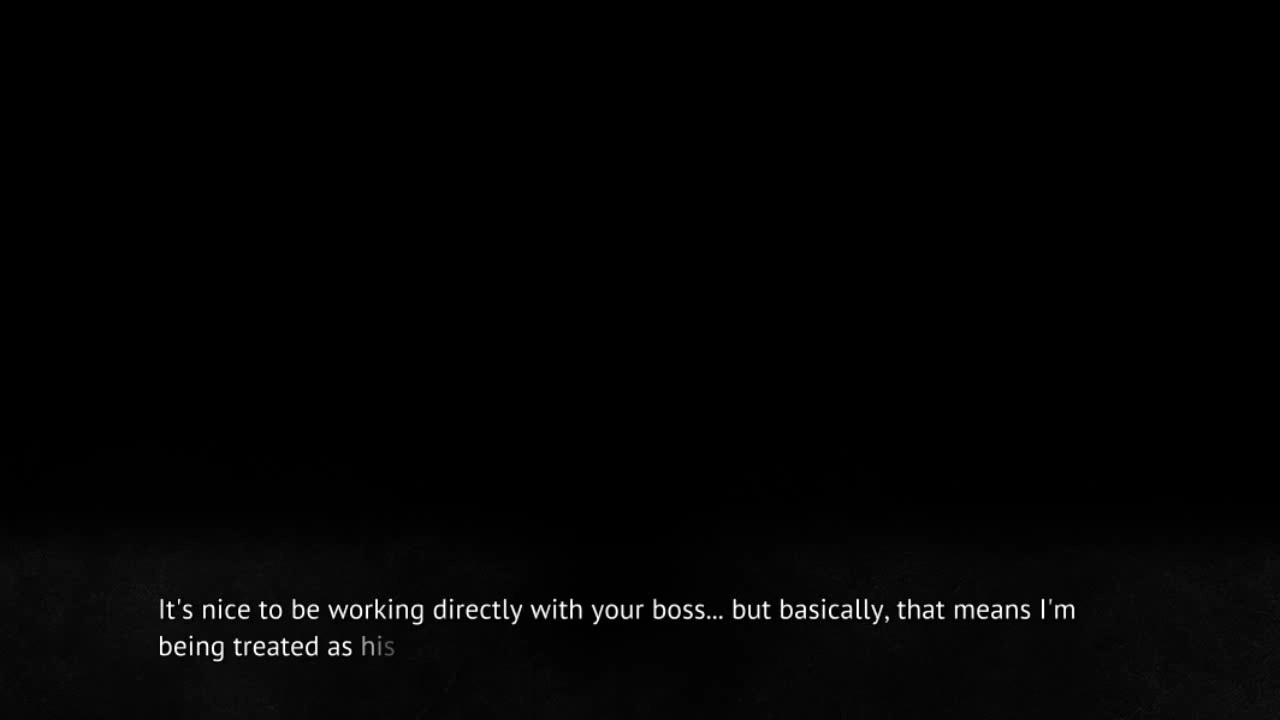 It's nice to be working directly with your boss... but basically, that means I'm
being treated as his